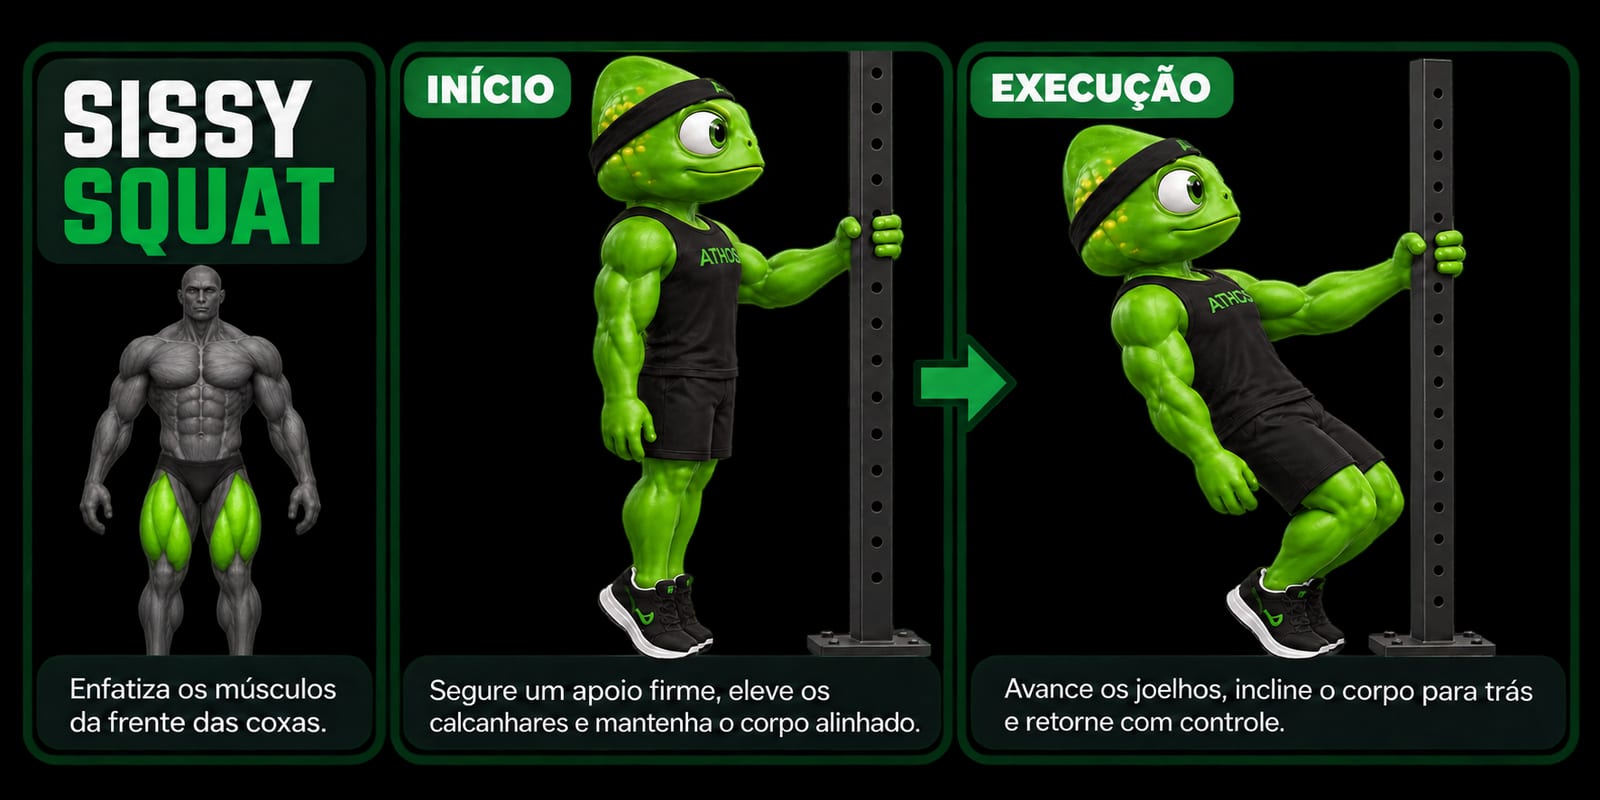 SISSY
SQUAT
Enfatiza os músculos
da frente das coxas.
INÍCIO
ATHOS
Segure um apoio firme, eleve os
calcanhares e mantenha o corpo alinhado.
EXECUÇÃO
ATHOS
Avance os joelhos, incline o corpo para trás
e retorne com controle.